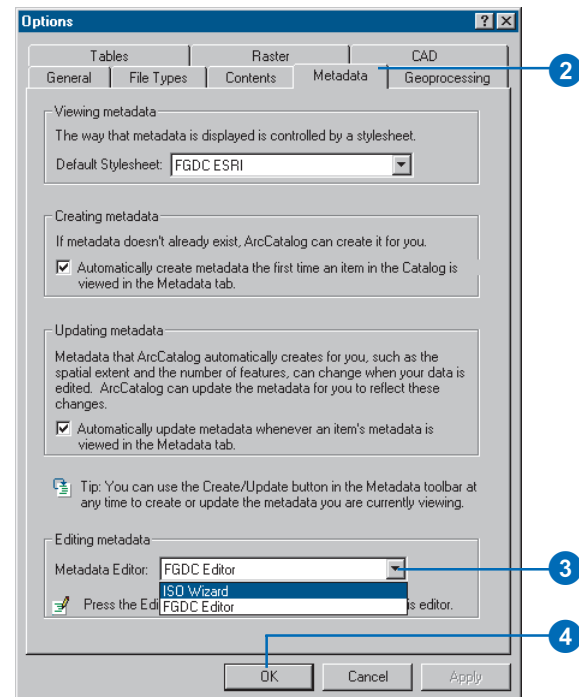 Options
Tables Raster CAD
General File Types Contents Metadata Geoprocessing
2
Viewing metadata
The way that metadata is displayed is controlled by a stylesheet.
Default Stylesheet: FGDC ESRI
Creating metadata
If metadata doesn't already exist, ArcCatalog can create it for you.
Automatically create metadata the first time an item in the Catalog is
viewed in the Metadata tab.
Updating metadata
Metadata that ArcCatalog automatically creates for you, such as the
spatial extent and the number of features, can change when your data is
edited. ArcCatalog can update the metadata for you to reflect these
changes.
Automatically update metadata whenever an item's metadata is
viewed in the Metadata tab.
Tip: You can use the Create/Update button in the Metadata toolbar at
any time to create or update the metadata you are currently viewing.
Editing metadata
Metadata Editor: FGDC Editor
3
ISO Wizard
Press the Edi FGDC Editor is editor.
4
OK Cancel Apply